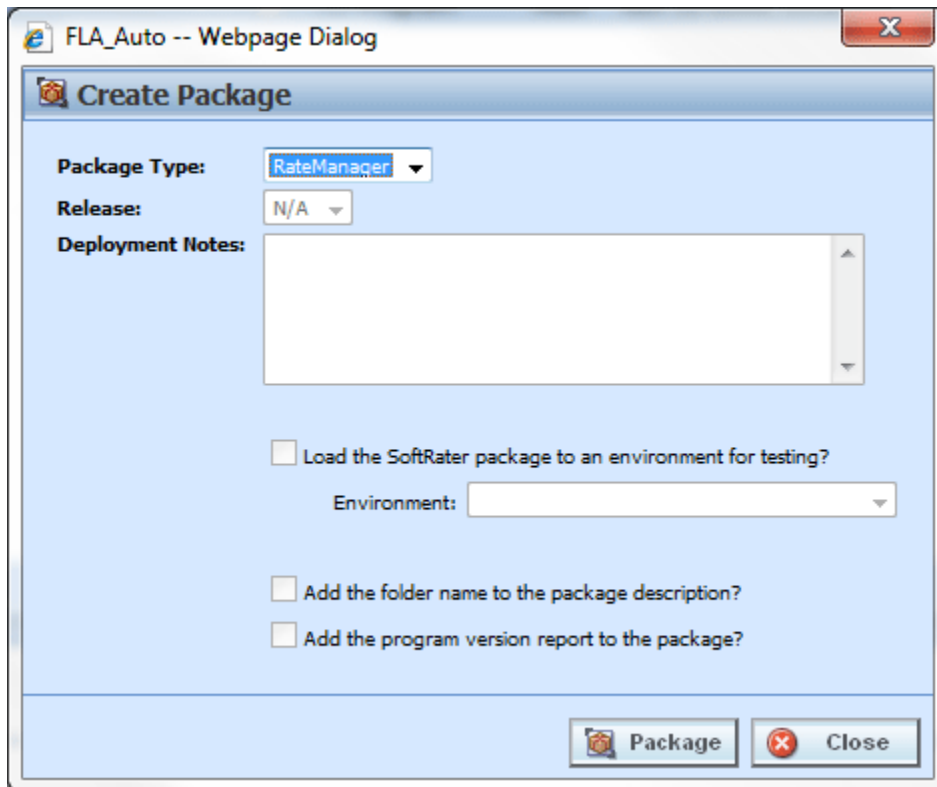 FLA_Auto -- Webpage Dialog
Create Package
Package Type: RateManager
Release: N/A
Deployment Notes:
Load the SoftRater package to an environment for testing?
Environment:
Add the folder name to the package description?
Add the program version report to the package?
Package Close